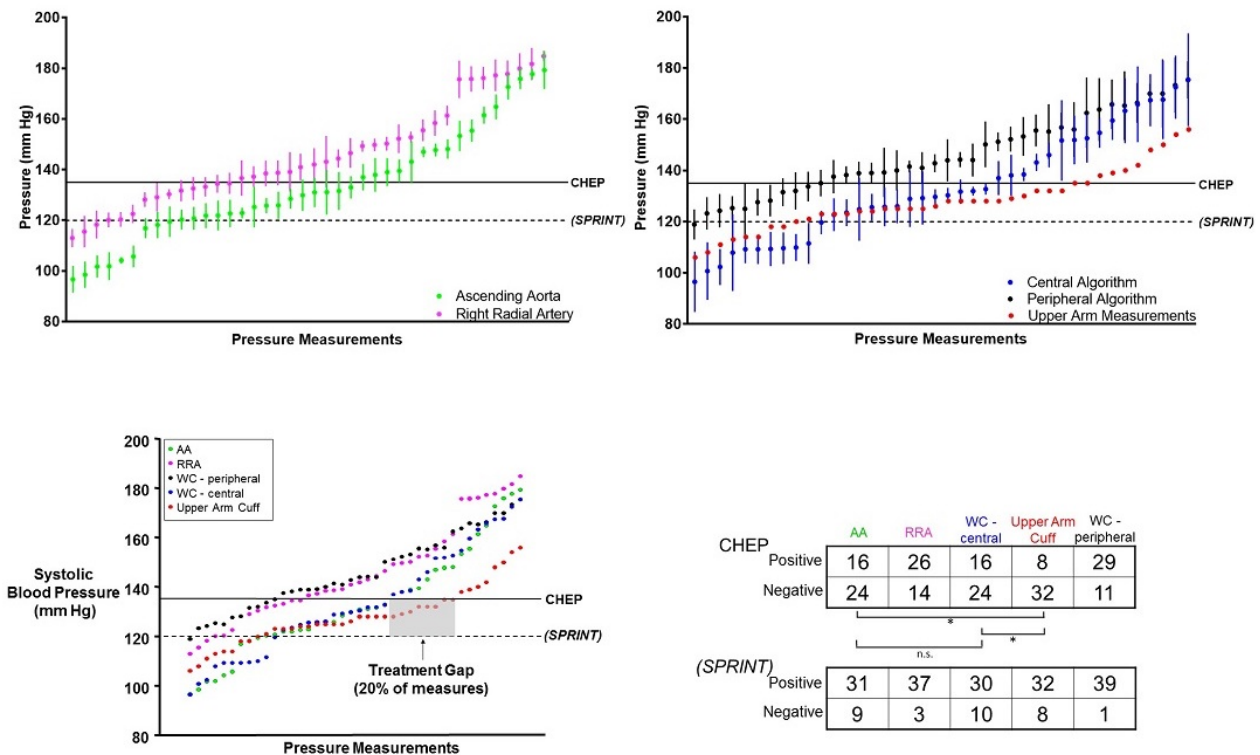 200
180
160
140
120
100
80
Pressure (mm Hg)
CHEP
(SPRINT)
Ascending Aorta
Right Radial Artery
Pressure Measurements
200
180
160
140
120
100
80
Pressure (mm Hg)
CHEP
(SPRINT)
Central Algorithm
Peripheral Algorithm
Upper Arm Measurements
Pressure Measurements
200
180
160
140
120
100
80
Systolic
Blood Pressure
(mm Hg)
AA
RRA
WC - peripheral
WC - central
Upper Arm Cuff
CHEP
(SPRINT)
Treatment Gap
(20% of measures)
Pressure Measurements
AA RRA WC - central Upper Arm Cuff WC - peripheral
CHEP
Positive 16 26 16 8 29
Negative 24 14 24 32 11
*
*
n.s.
(SPRINT)
Positive 31 37 30 32 39
Negative 9 3 10 8 1